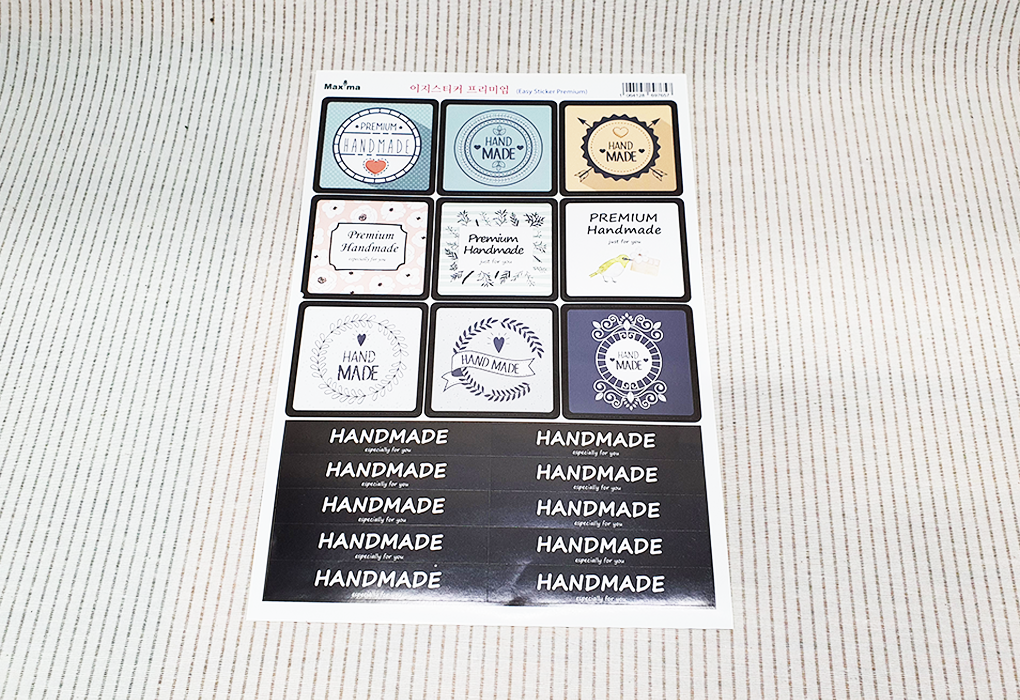 Maxima
이지스티커 프리미엄 (Easy Sticker Premium)
PREMIUM
HANDMADE
HAND
MADE
HAND
MADE
Premium
Handmade
especially for you
Premium
Handmade
just for you
PREMIUM
Handmade
just for you
HAND
MADE
HAND MADE
HAND
MADE
HANDMADE
especially for you
HANDMADE
especially for you
HANDMADE
especially for you
HANDMADE
especially for you
HANDMADE
especially for you
HANDMADE
especially for you
HANDMADE
especially for you
HANDMADE
especially for you
HANDMADE
especially for you
HANDMADE
especially for you